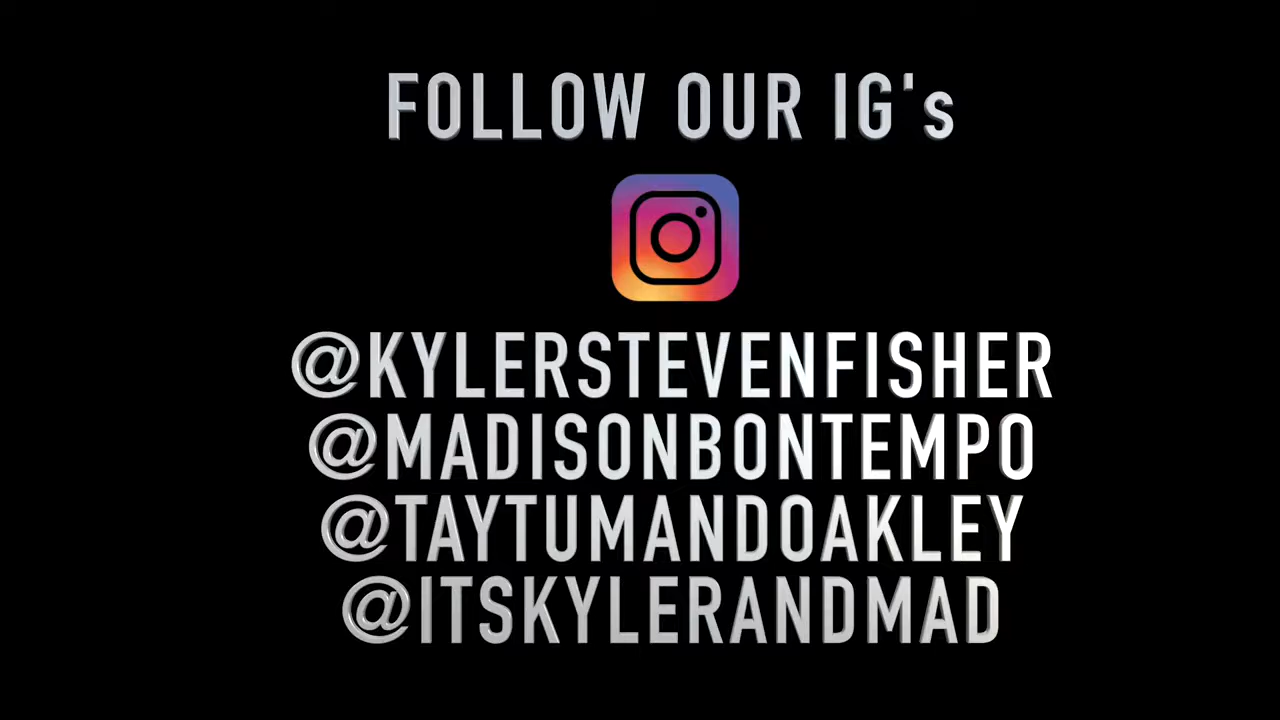 FOLLOW OUR IG's
@KYLERSTEVENFISHER
@MADISONBONTEMPO
@TAYTUMANDOAKLEY
@ITSKYLERANDMAD